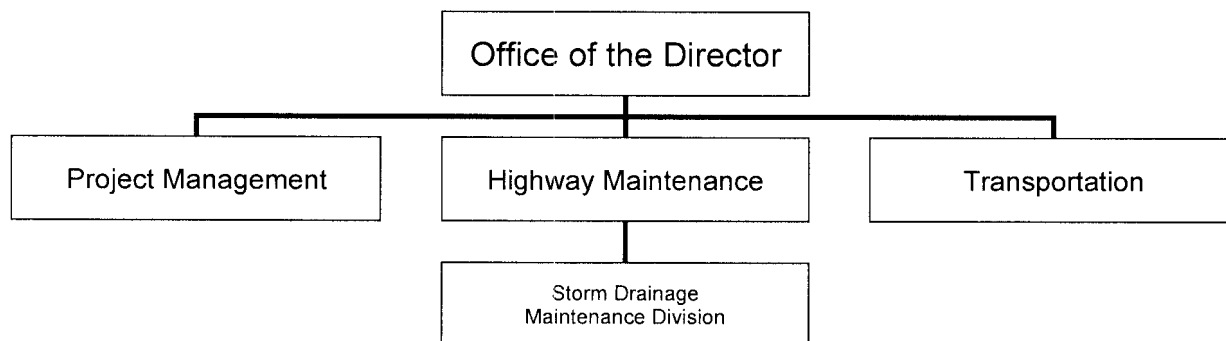 Office of the Director
Project Management
Highway Maintenance
Transportation
Storm Drainage
Maintenance Division